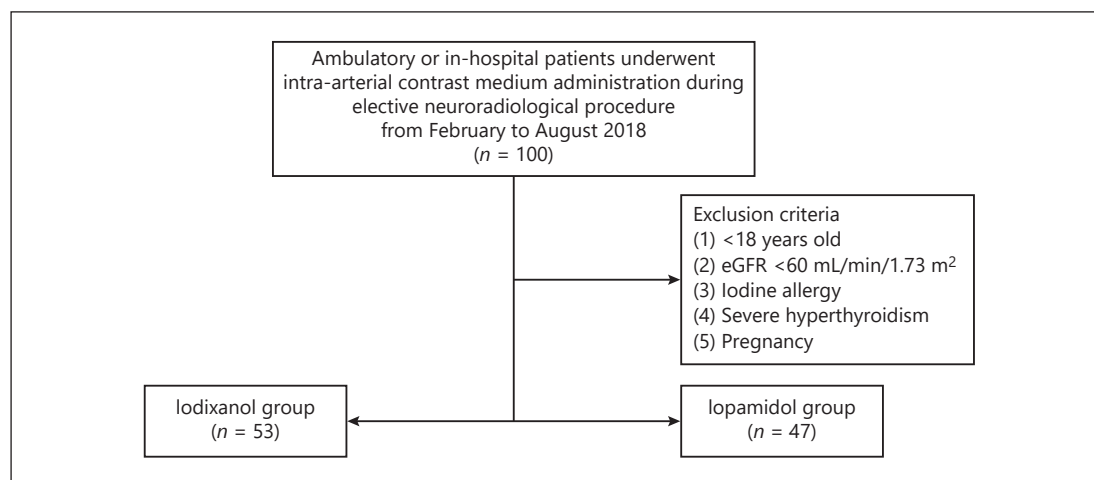 Ambulatory or in-hospital patients underwent
intra-arterial contrast medium administration during
elective neuroradiological procedure
from February to August 2018
(n = 100)
Exclusion criteria
(1) <18 years old
(2) eGFR <60 mL/min/1.73 m²
(3) Iodine allergy
(4) Severe hyperthyroidism
(5) Pregnancy
Iodixanol group
(n = 53)
Iopamidol group
(n = 47)